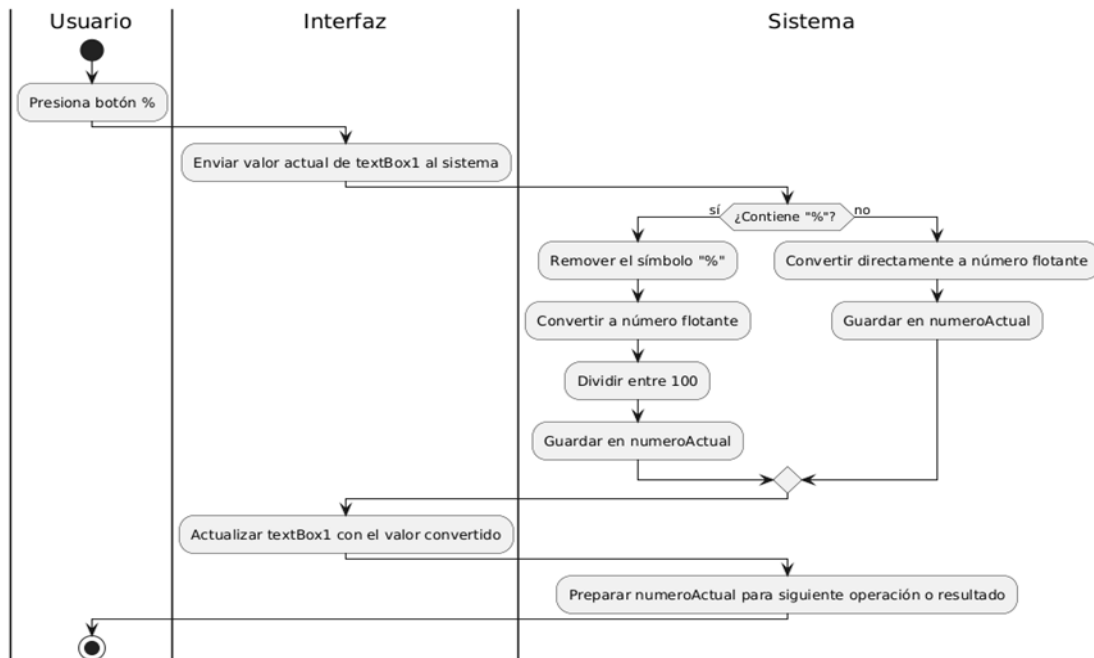 Usuario
Interfaz
Sistema
Presiona botón %
Enviar valor actual de textBox1 al sistema
sí
¿Contiene "%"?
no
Remover el símbolo "%"
Convertir directamente a número flotante
Convertir a número flotante
Guardar en numeroActual
Dividir entre 100
Guardar en numeroActual
Actualizar textBox1 con el valor convertido
Preparar numeroActual para siguiente operación o resultado